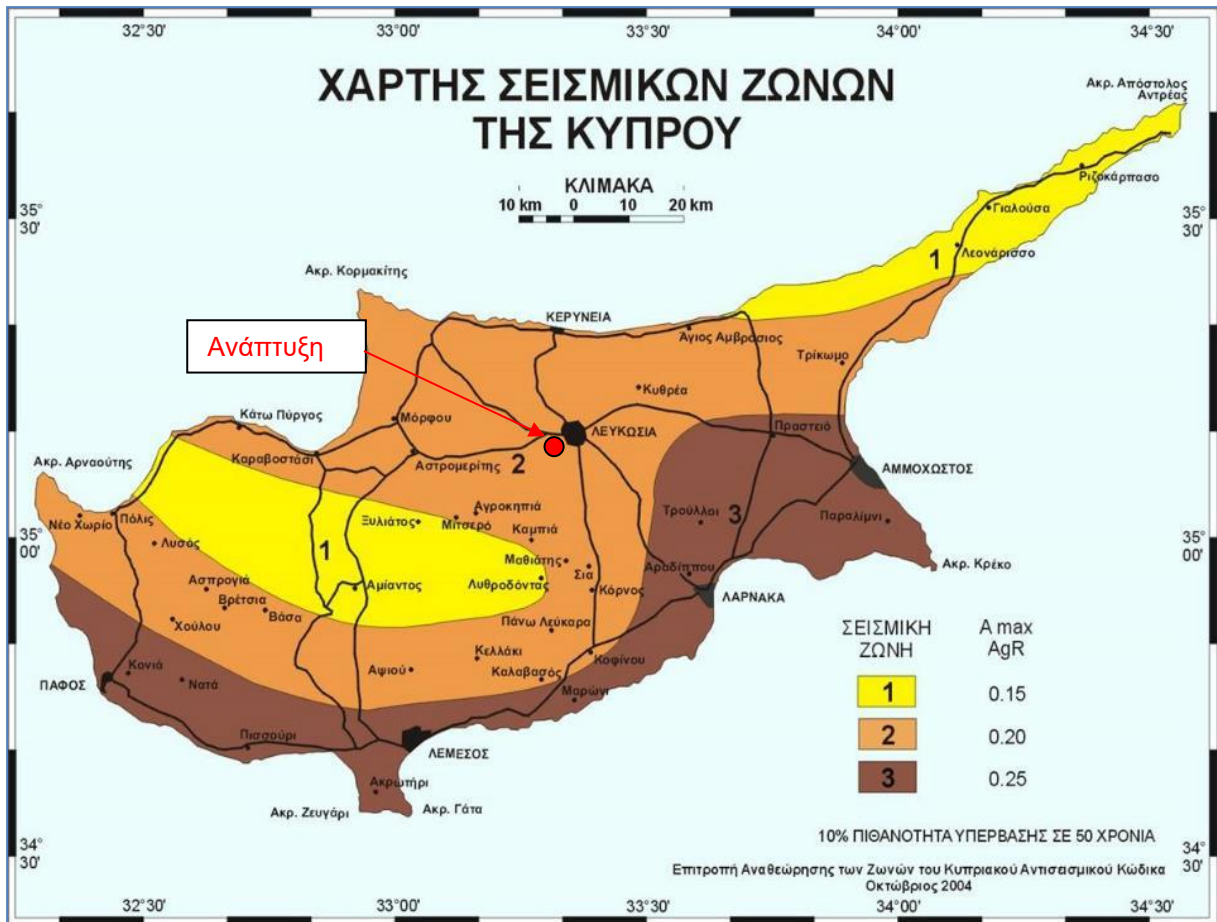 32°30' 33°00' 33°30' 34°00' 34°30'
ΧΑΡΤΗΣ ΣΕΙΣΜΙΚΩΝ ΖΩΝΩΝ
ΤΗΣ ΚΥΠΡΟΥ
Ακρ. Απόστολος
Αντρέας
ΚΛΙΜΑΚΑ
10 km 0 10 20 km
Ριζοκάρπασο
35°
30'
35°
30'
Γιαλούσα
Λεονάρισσο
1
Ακρ. Κορμακίτης
ΚΕΡΥΝΕΙΑ
Άγιος Αμβρόσιος
Ανάπτυξη
Τρίκωμο
Κυθρέα
Κάτω Πύργος
Μόρφου
ΛΕΥΚΩΣΙΑ
Πραστειό
Καραβοστάσι
Αστρομερίτης
2
Ακρ. Αρναούτης
ΑΜΜΟΧΩΣΤΟΣ
Νέο Χωρίο
Πόλις
Ξυλιάτος
Αγροκηπιά
Μιτσερό
Καμπιά
Τρούλλοι
3
Παραλίμνι
35°
00'
35°
00'
Λυσός
1
Μαθιάτης
Σια
Αραδίππου
Ακρ. Κρέκο
Ασπρογιά
Αμίαντος
Λυθροδόντας
Κόρνος
ΛΑΡΝΑΚΑ
Βρέτσια
Βάσα
Χούλου
Πάνω Λεύκαρα
Κελλάκι
Κοφίνου
Κονιά
Αψιού
Καλαβασός
ΠΑΦΟΣ
Νατά
Μαρώνι
Πισσούρι
ΛΕΜΕΣΟΣ
Ακρωτήρι
Ακρ. Ζευγάρι
Ακρ. Γάτα
ΣΕΙΣΜΙΚΗ A max
ΖΩΝΗ AgR
1 0.15
2 0.20
3 0.25
10% ΠΙΘΑΝΟΤΗΤΑ ΥΠΕΡΒΑΣΗΣ ΣΕ 50 ΧΡΟΝΙΑ
34°
30'
34°
30'
Επιτροπή Αναθεώρησης των Ζωνών του Κυπριακού Αντισεισμικού Κώδικα
Οκτώβριος 2004
32°30' 33°00' 33°30' 34°00' 34°30'